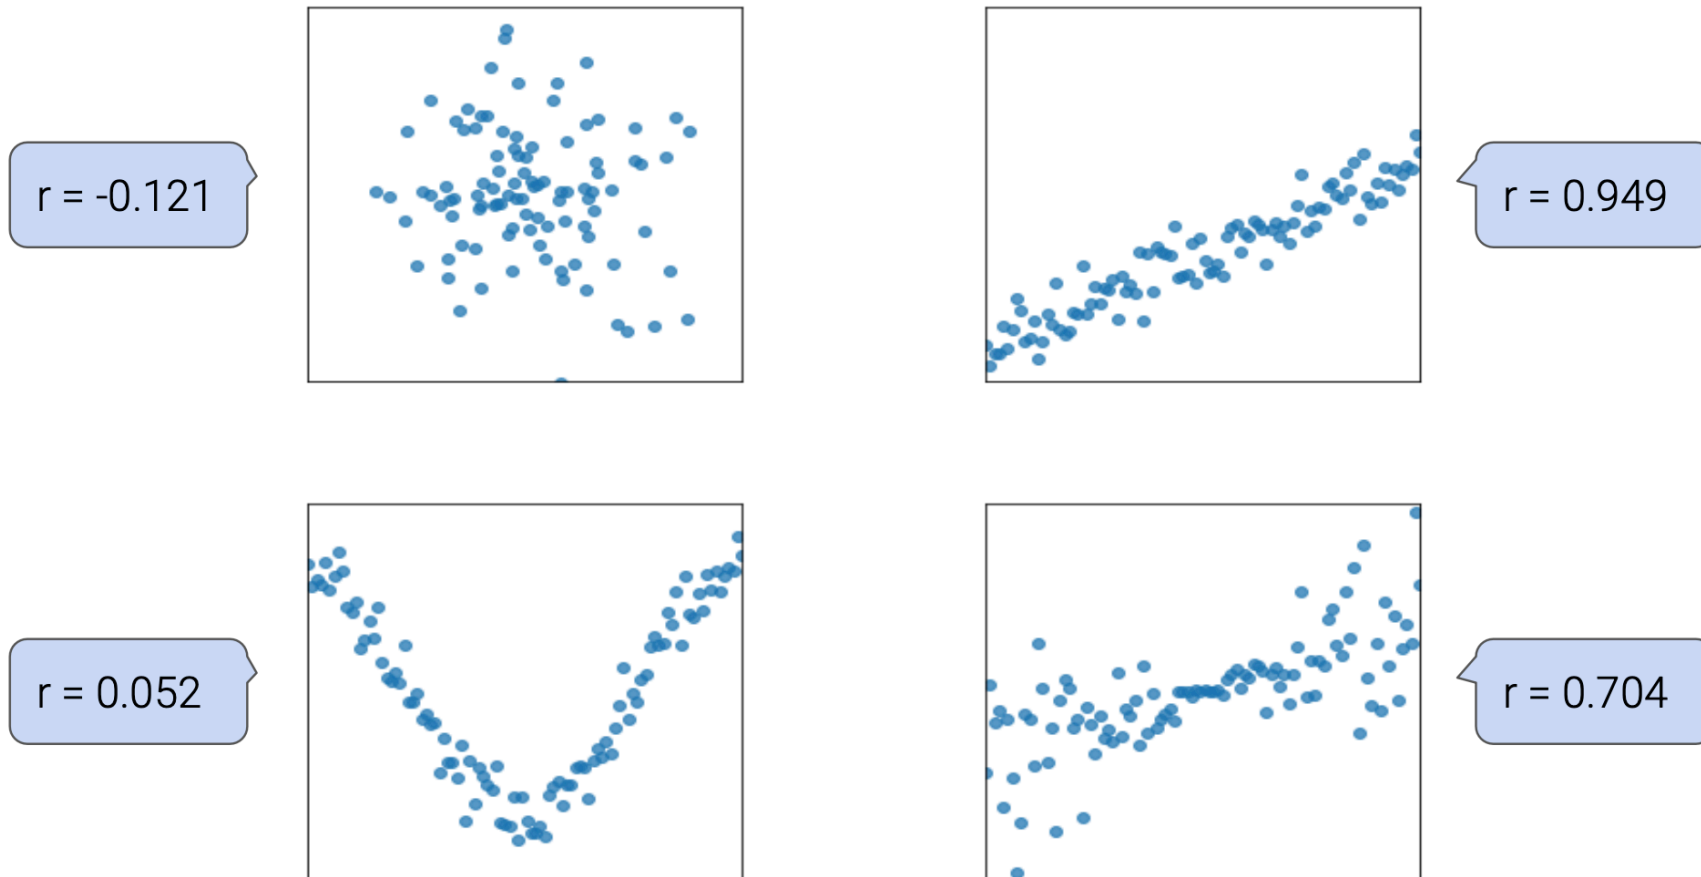 r = -0.121
r = 0.949
r = 0.052
r = 0.704